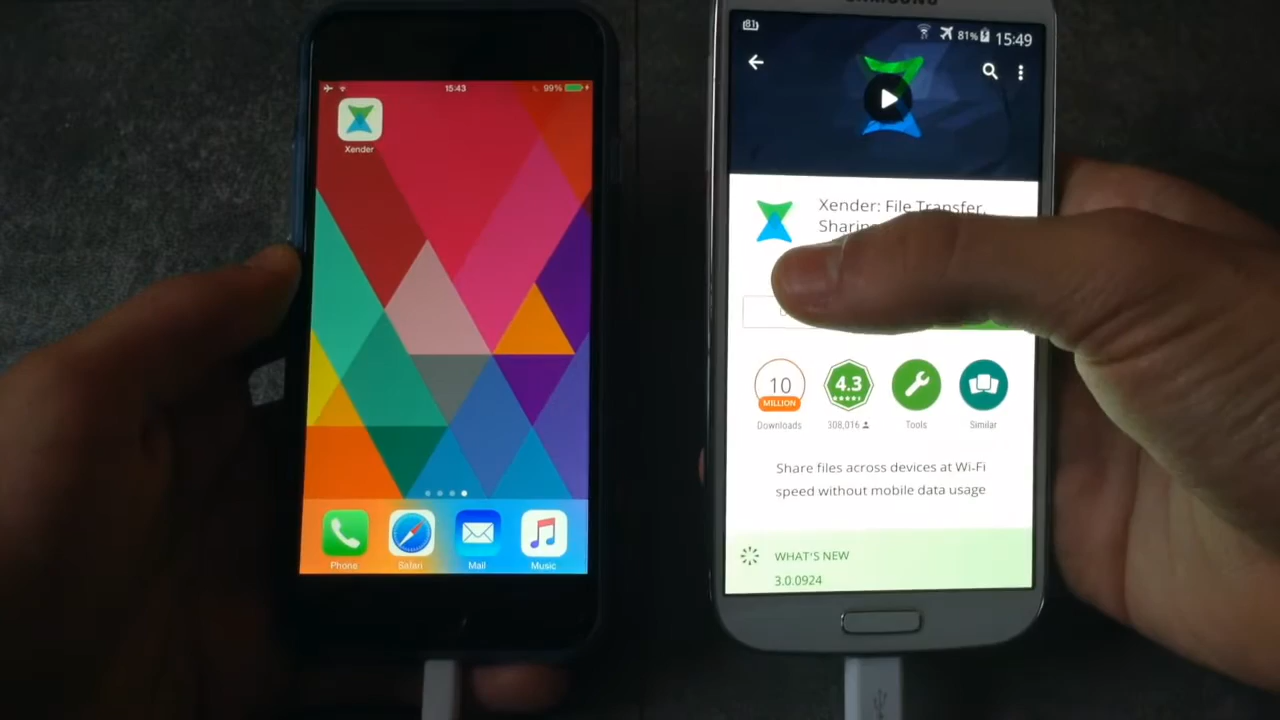 15:43
99%
Xender
Phone
Safari
Mail
Music
SAMSUNG
81%
15:49
Xender: File Transfer,
10
MILLION
Downloads
4.3
308,016
Tools
Similar
Share files across devices at Wi-Fi
speed without mobile data usage
WHAT'S NEW
3.0.0924